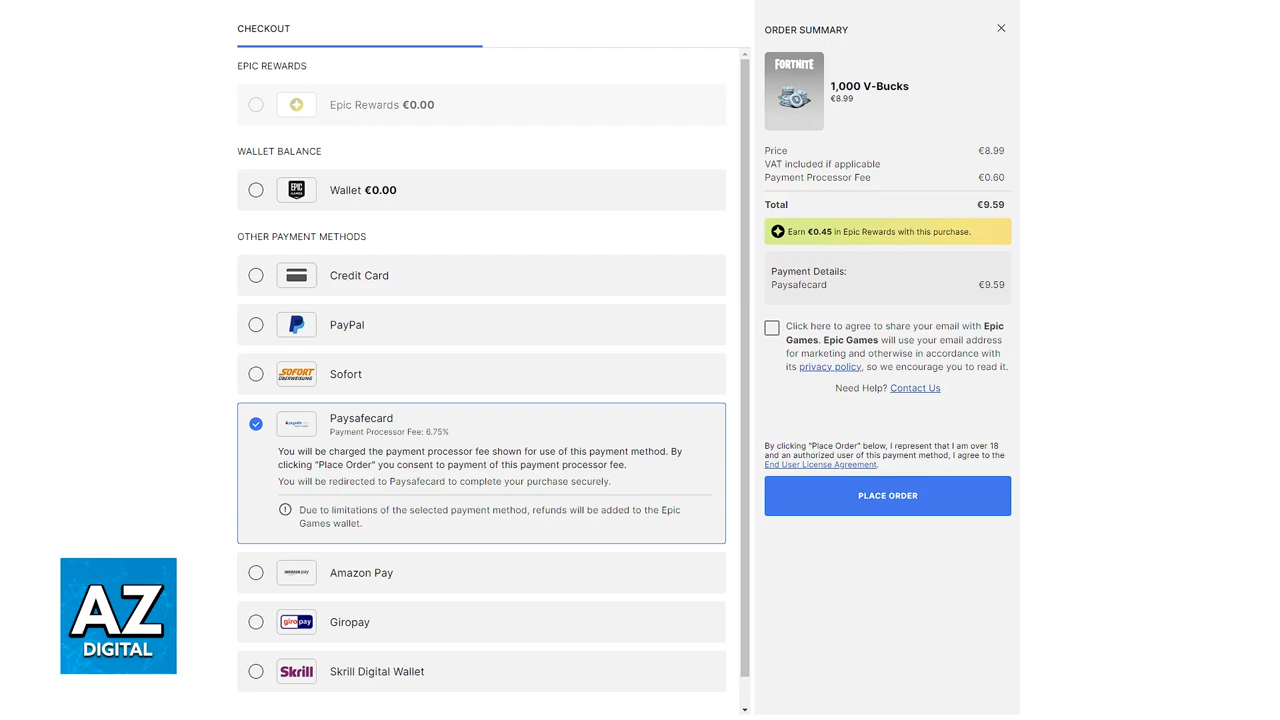 CHECKOUT
EPIC REWARDS
Epic Rewards €0.00
WALLET BALANCE
EPIC
GAMES
Wallet €0.00
OTHER PAYMENT METHODS
Credit Card
PayPal
SOFORT
ÜBERWEISUNG
Sofort
Paysafecard
Payment Processor Fee: 6.75%
You will be charged the payment processor fee shown for use of this payment method. By
clicking "Place Order" you consent to payment of this payment processor fee.
You will be redirected to Paysafecard to complete your purchase securely.
Due to limitations of the selected payment method, refunds will be added to the Epic
Games wallet.
amazon pay
Amazon Pay
giropay
Giropay
Skrill
Skrill Digital Wallet
ORDER SUMMARY
FORTNITE
1,000 V-Bucks
€8.99
Price €8.99
VAT included if applicable
Payment Processor Fee €0.60
Total €9.59
Earn €0.45 in Epic Rewards with this purchase.
Payment Details:
Paysafecard €9.59
Click here to agree to share your email with Epic
Games. Epic Games will use your email address
for marketing and otherwise in accordance with
its privacy policy, so we encourage you to read it.
Need Help? Contact Us
By clicking "Place Order" below, I represent that I am over 18
and an authorized user of this payment method, I agree to the
End User License Agreement.
PLACE ORDER
AZ
DIGITAL